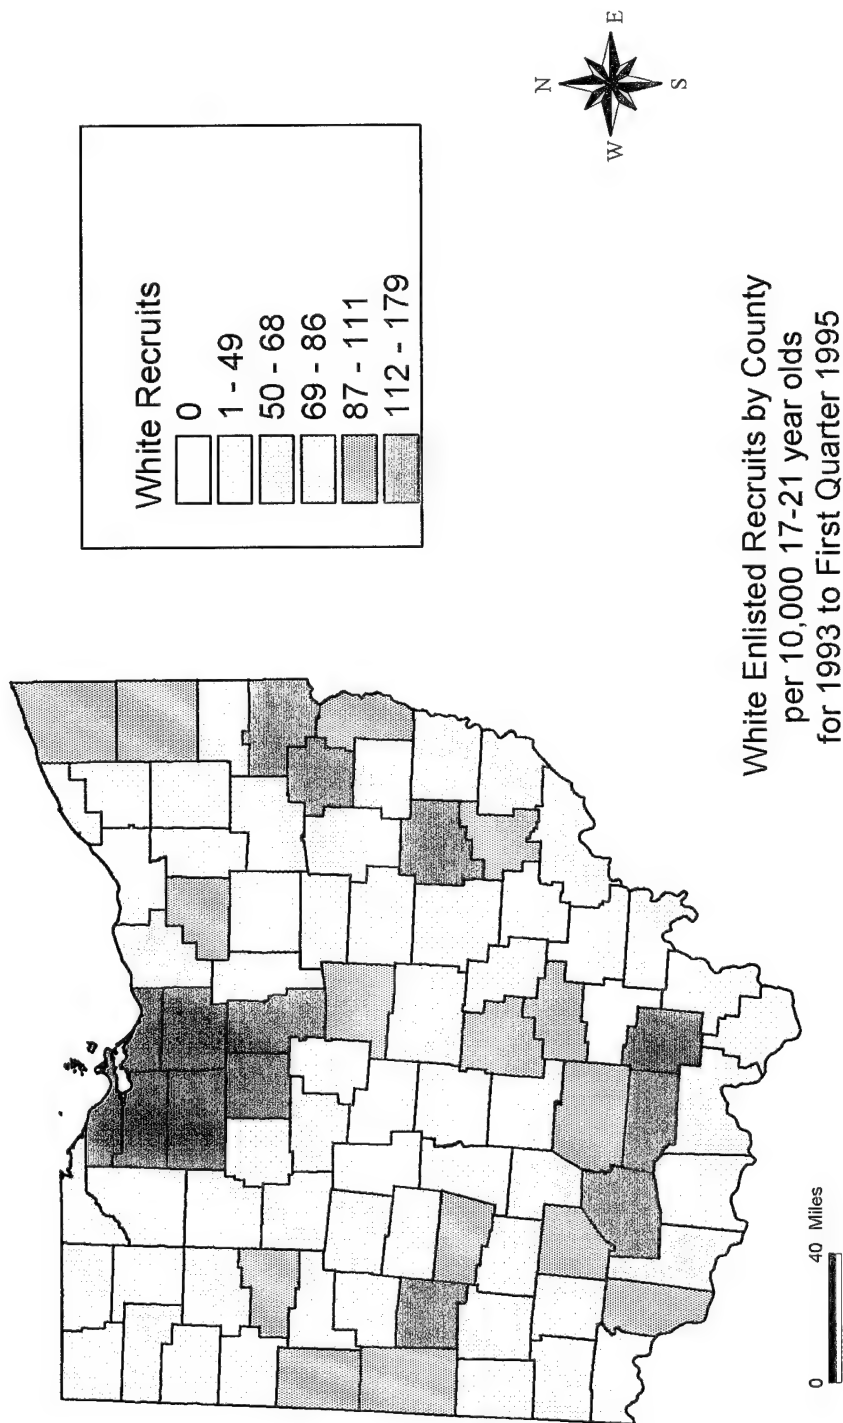 White Recruits
0
1 - 49
50 - 68
69 - 86
87 - 111
112 - 179
N
W
E
S
White Enlisted Recruits by County
per 10,000 17-21 year olds
for 1993 to First Quarter 1995
0
40 Miles